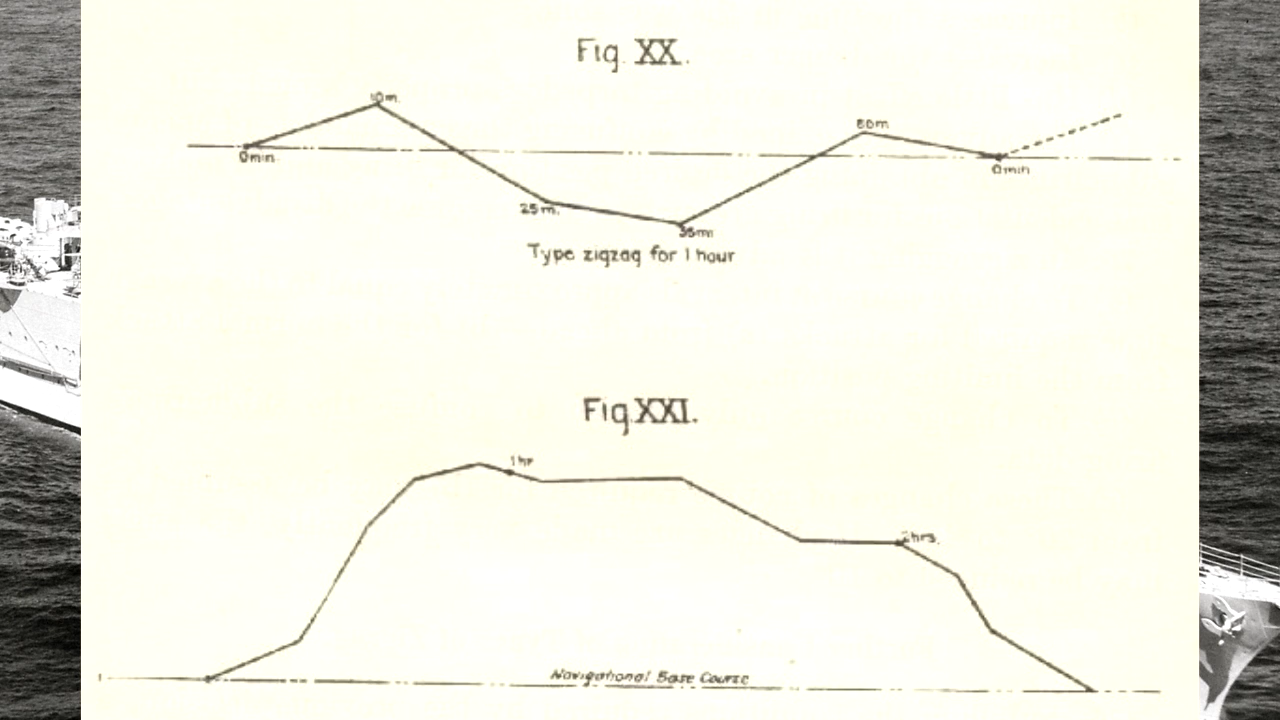 Fig. XX.
10m.
50m.
0min.
0min
25m.
35m.
Type zigzag for 1 hour
Fig. XXI.
1hr
2hrs.
Navigational Base Course